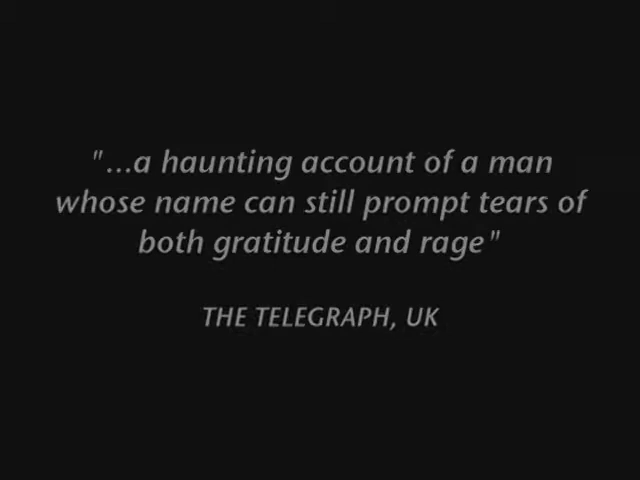 "...a haunting account of a man
whose name can still prompt tears of
both gratitude and rage"
THE TELEGRAPH, UK